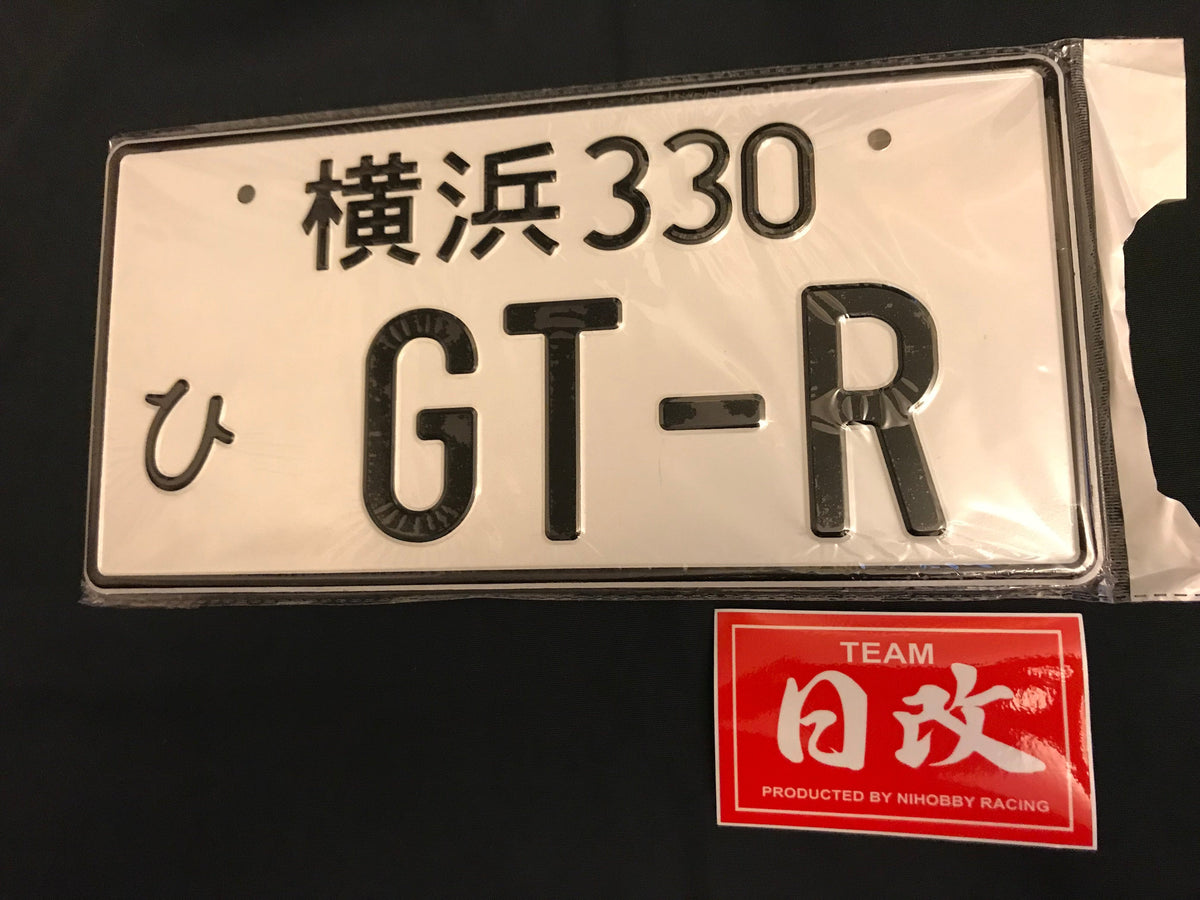 横浜330
ひ GT-R
TEAM
日改
PRODUCTED BY NIHOBBY RACING